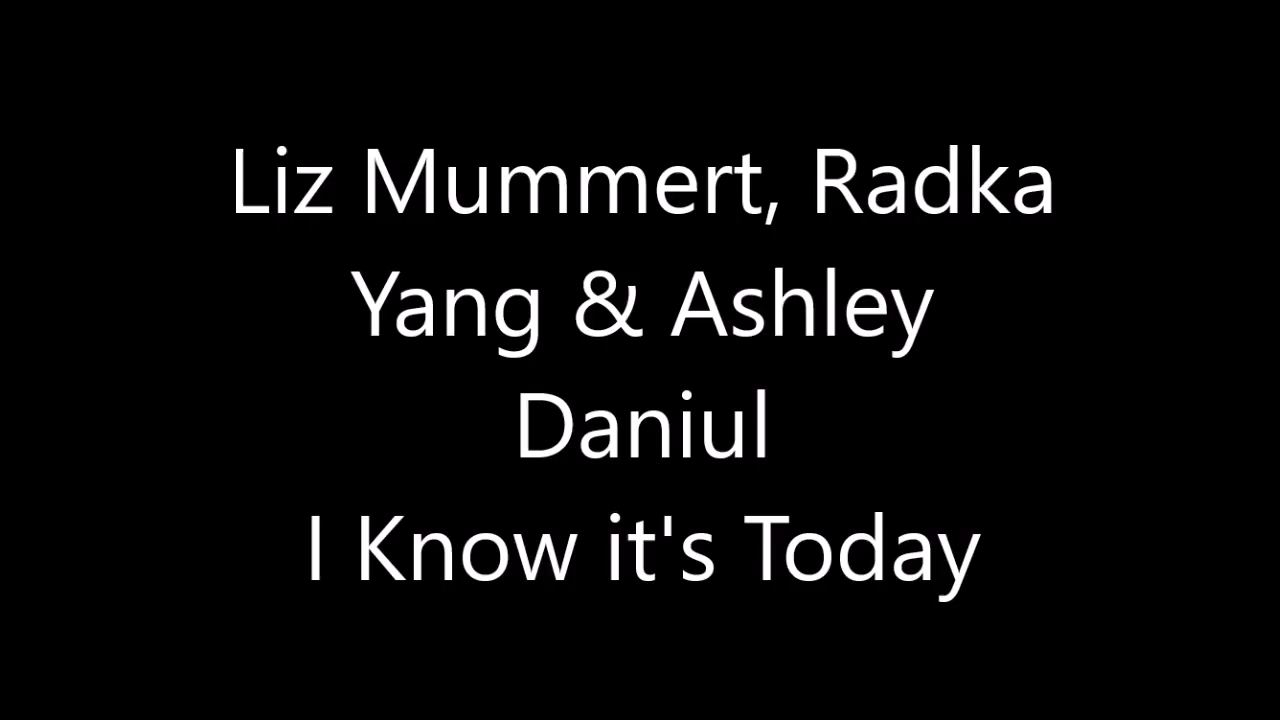 Liz Mummert, Radka
Yang & Ashley
Daniul
I Know it's Today